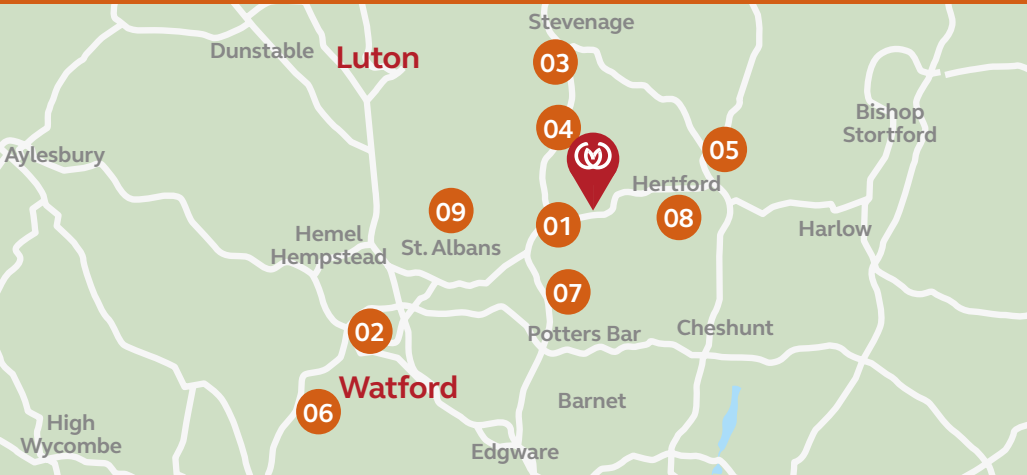 Stevenage
Dunstable
Luton
03
Bishop
Stortford
04
05
Aylesbury
Hertford
09
01
08
Hemel
Hempstead
St. Albans
Harlow
07
02
Potters Bar
Cheshunt
Watford
06
Barnet
High
Wycombe
Edgware